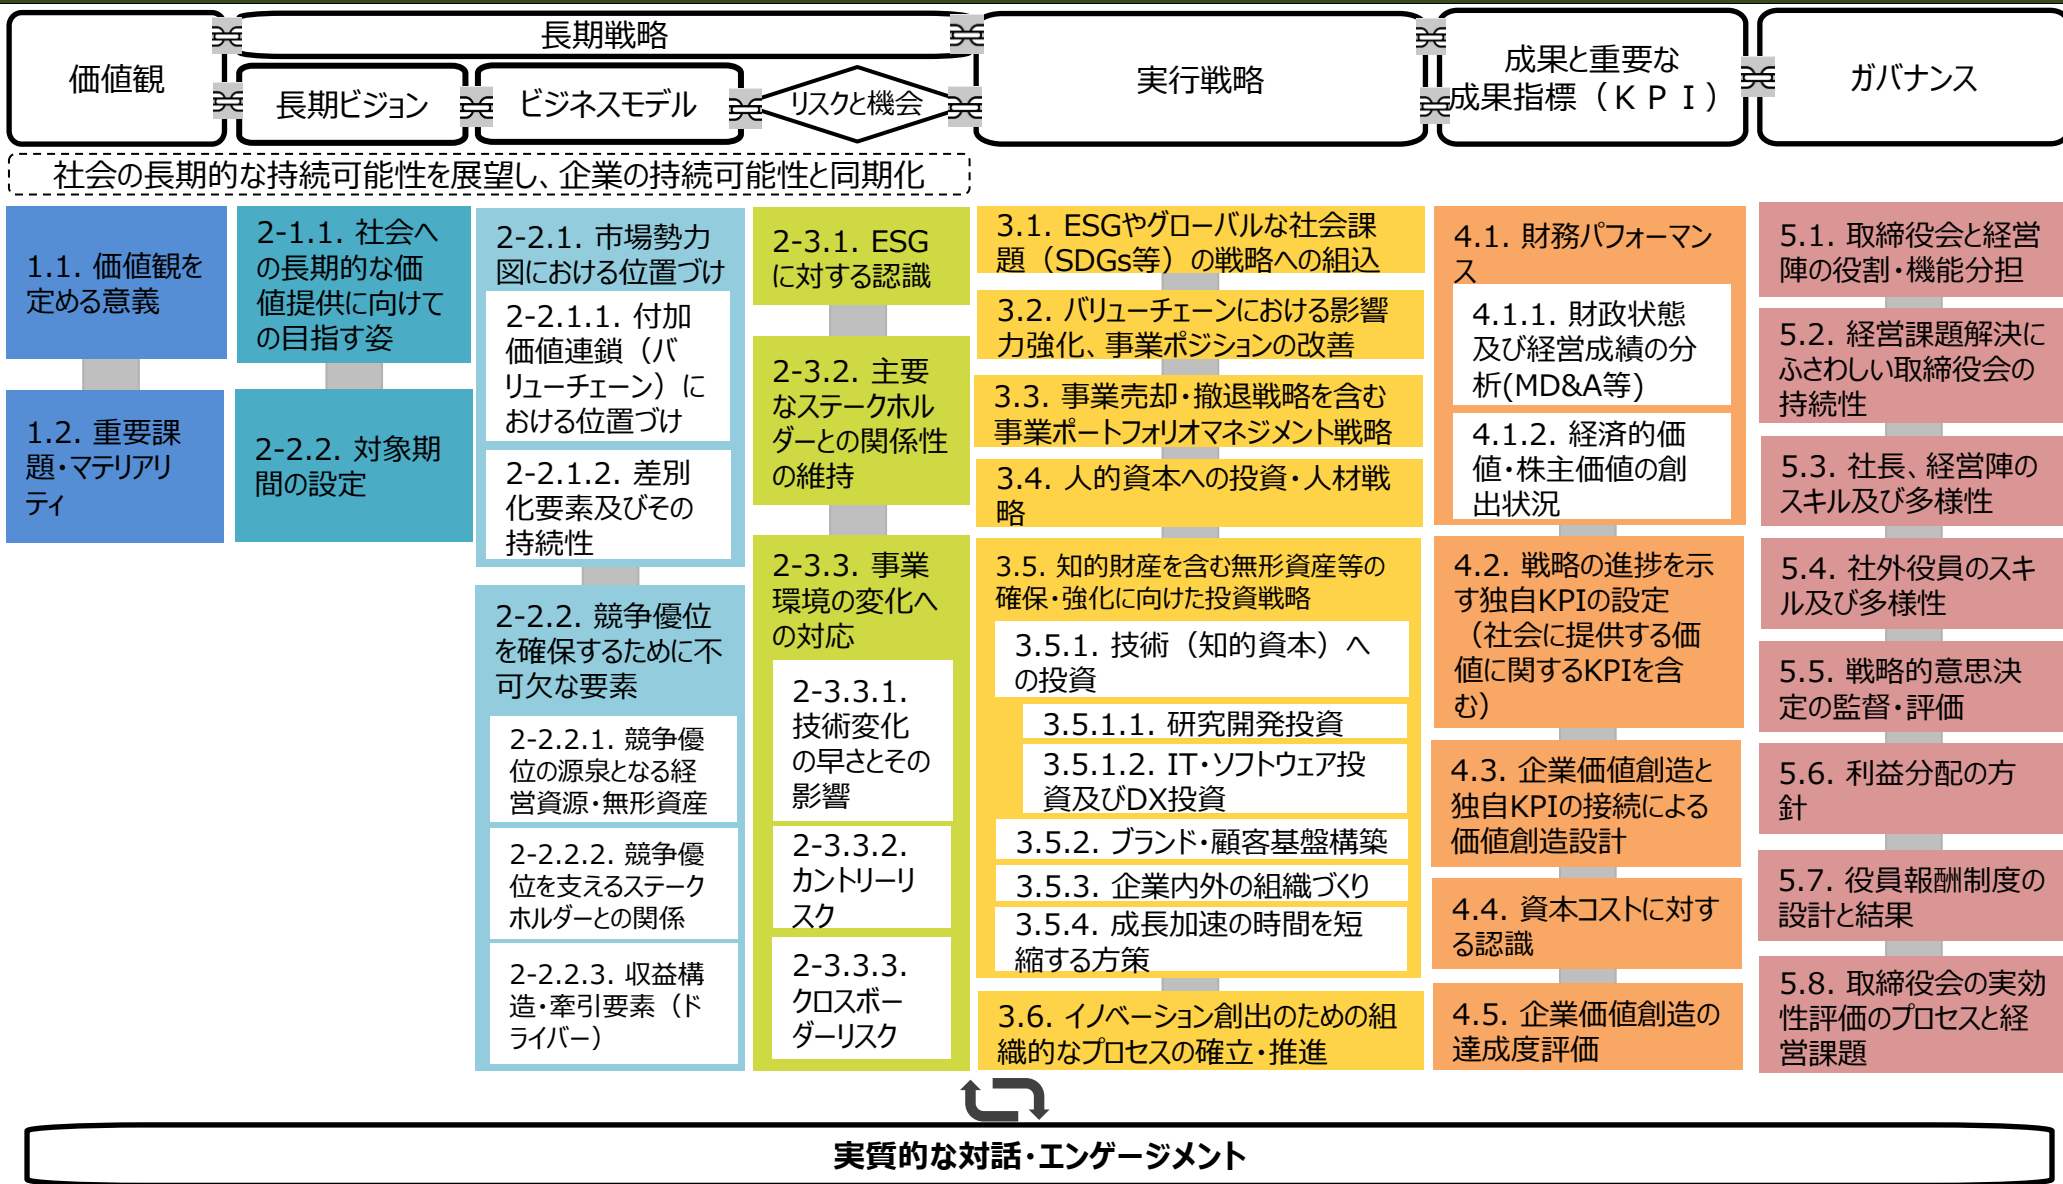 価値観
長期戦略
長期ビジョン
ビジネスモデル
リスクと機会
実行戦略
成果と重要な
成果指標（ＫＰＩ）
ガバナンス
社会の長期的な持続可能性を展望し、企業の持続可能性と同期化
1.1. 価値観を
定める意義
1.2. 重要課
題・マテリアリ
ティ
2-1.1. 社会へ
の長期的な価
値提供に向けて
の目指す姿
2-2.2. 対象期
間の設定
2-2.1. 市場勢力
図における位置づけ
2-2.1.1. 付加
価値連鎖（バ
リューチェーン）に
おける位置づけ
2-2.1.2. 差別
化要素及びその
持続性
2-2.2. 競争優位
を確保するために不
可欠な要素
2-2.2.1. 競争優
位の源泉となる経
営資源・無形資産
2-2.2.2. 競争優
位を支えるステーク
ホルダーとの関係
2-2.2.3. 収益構
造・牽引要素（ド
ライバー）
2-3.1. ESG
に対する認識
2-3.2. 主要
なステークホル
ダーとの関係性
の維持
2-3.3. 事業
環境の変化へ
の対応
2-3.3.1.
技術変化
の早さとその
影響
2-3.3.2.
カントリーリ
スク
2-3.3.3.
クロスボー
ダーリスク
3.1. ESGやグローバルな社会課
題（SDGs等）の戦略への組込
3.2. バリューチェーンにおける影響
力強化、事業ポジションの改善
3.3. 事業売却・撤退戦略を含む
事業ポートフォリオマネジメント戦略
3.4. 人的資本への投資・人材戦
略
3.5. 知的財産を含む無形資産等の
確保・強化に向けた投資戦略
3.5.1. 技術（知的資本）へ
の投資
3.5.1.1. 研究開発投資
3.5.1.2. IT・ソフトウェア投
資及びDX投資
3.5.2. ブランド・顧客基盤構築
3.5.3. 企業内外の組織づくり
3.5.4. 成長加速の時間を短
縮する方策
3.6. イノベーション創出のための組
織的なプロセスの確立・推進
4.1. 財務パフォーマン
ス
4.1.1. 財政状態
及び経営成績の分
析(MD&A等)
4.1.2. 経済的価
値・株主価値の創
出状況
4.2. 戦略の進捗を示
す独自KPIの設定
（社会に提供する価
値に関するKPIを含
む）
4.3. 企業価値創造と
独自KPIの接続による
価値創造設計
4.4. 資本コストに対す
る認識
4.5. 企業価値創造の
達成度評価
5.1. 取締役会と経営
陣の役割・機能分担
5.2. 経営課題解決に
ふさわしい取締役会の
持続性
5.3. 社長、経営陣の
スキル及び多様性
5.4. 社外役員のスキ
ル及び多様性
5.5. 戦略的意思決
定の監督・評価
5.6. 利益分配の方
針
5.7. 役員報酬制度の
設計と結果
5.8. 取締役会の実効
性評価のプロセスと経
営課題
実質的な対話・エンゲージメント